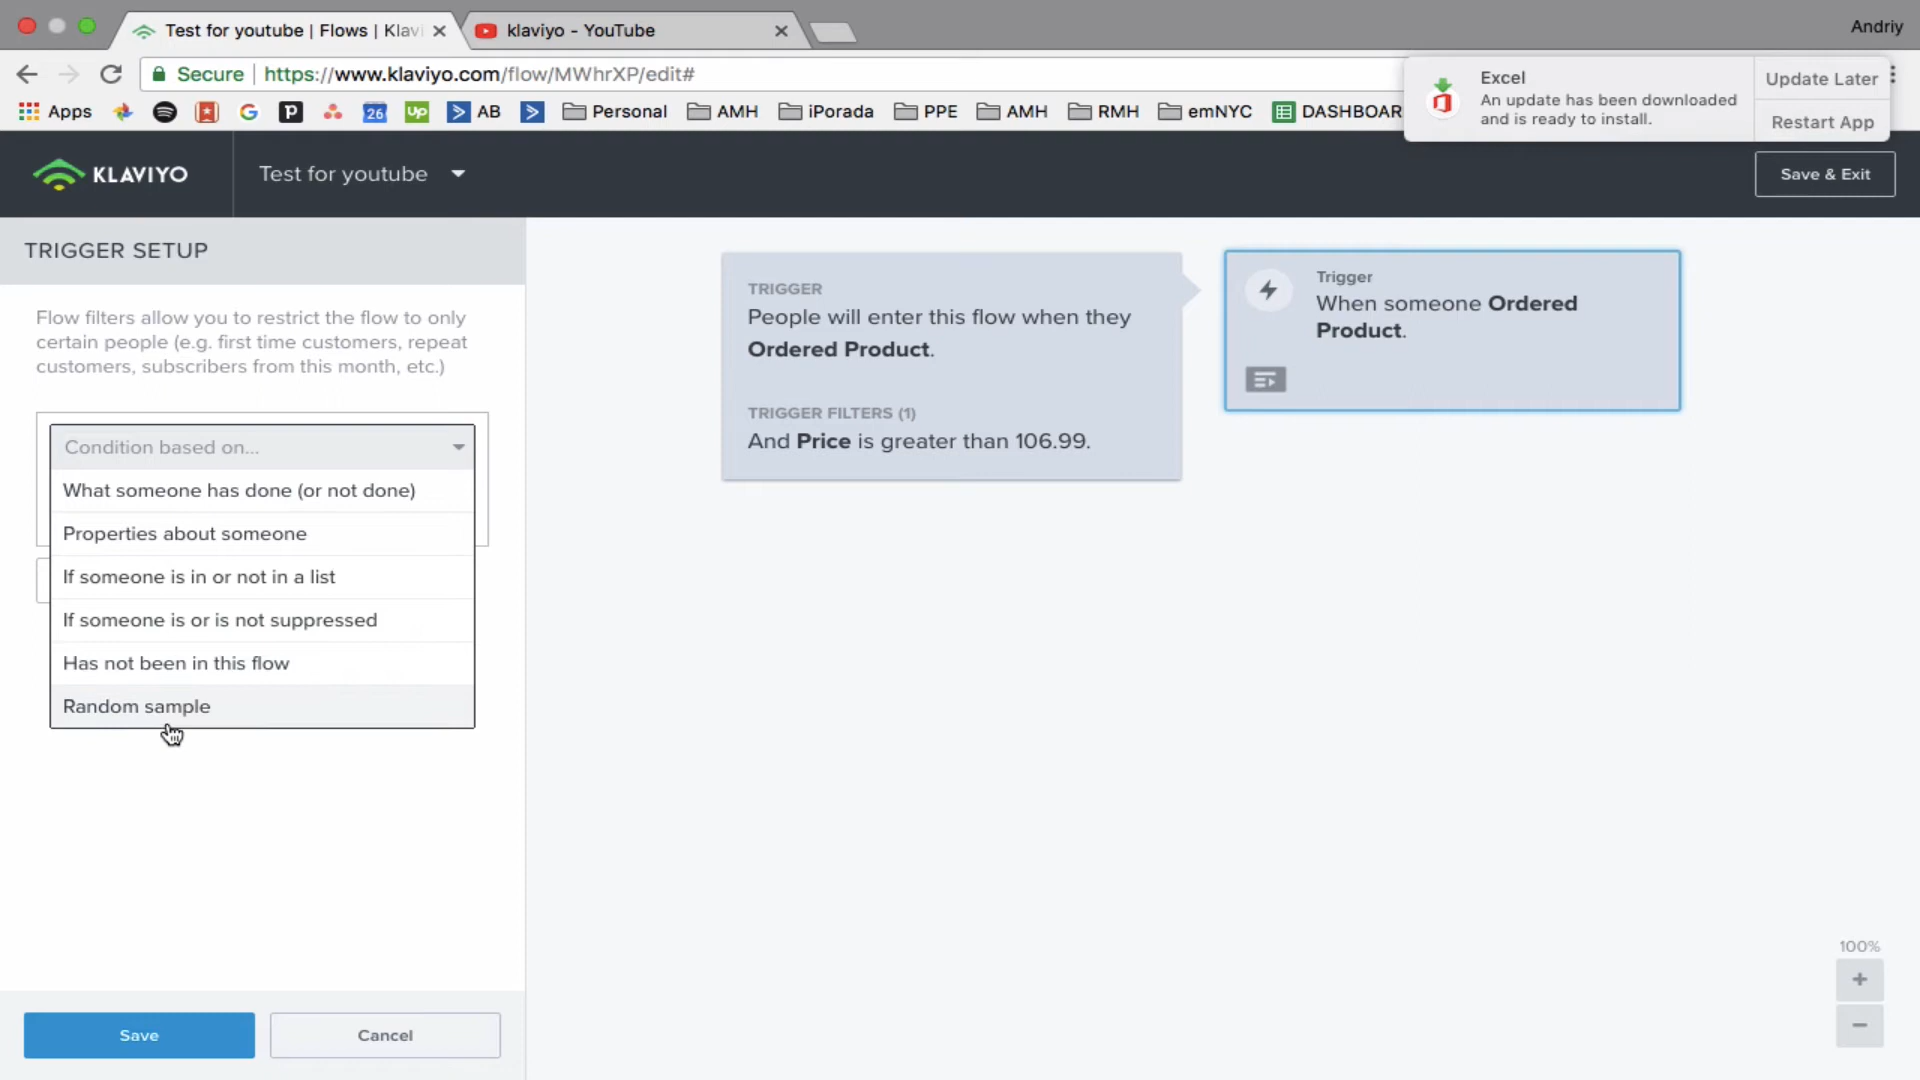 Test for youtube | Flows | Klavi
klaviyo - YouTube
Andriy
Secure
https://www.klaviyo.com/flow/MWhrXP/edit#
Excel
An update has been downloaded
and is ready to install.
Update Later
Restart App
Apps
26
up
AB
Personal
AMH
iPorada
PPE
AMH
RMH
emNYC
DASHBOAR
KLAVIYO
Test for youtube
Save & Exit
TRIGGER SETUP
Flow filters allow you to restrict the flow to only
certain people (e.g. first time customers, repeat
customers, subscribers from this month, etc.)
Condition based on...
What someone has done (or not done)
Properties about someone
If someone is in or not in a list
If someone is or is not suppressed
Has not been in this flow
Random sample
Save
Cancel
TRIGGER
People will enter this flow when they
Ordered Product.
TRIGGER FILTERS (1)
And Price is greater than 106.99.
Trigger
When someone Ordered
Product.
100%